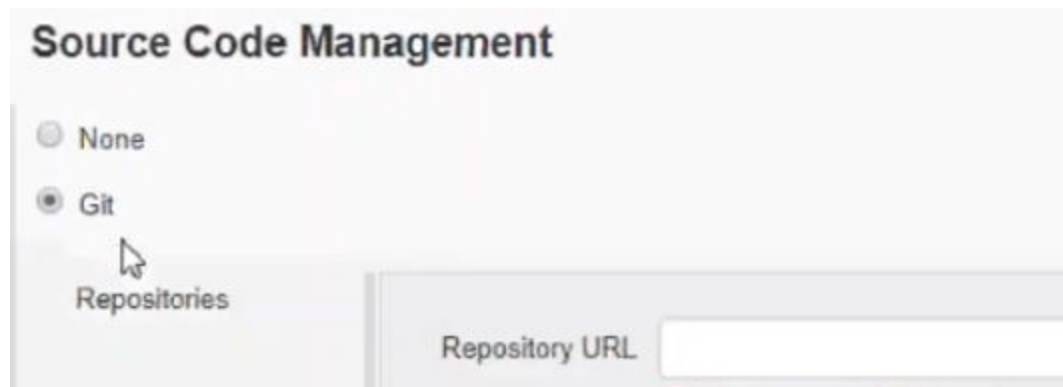 Source Code Management
None
Git
Repositories
Repository URL